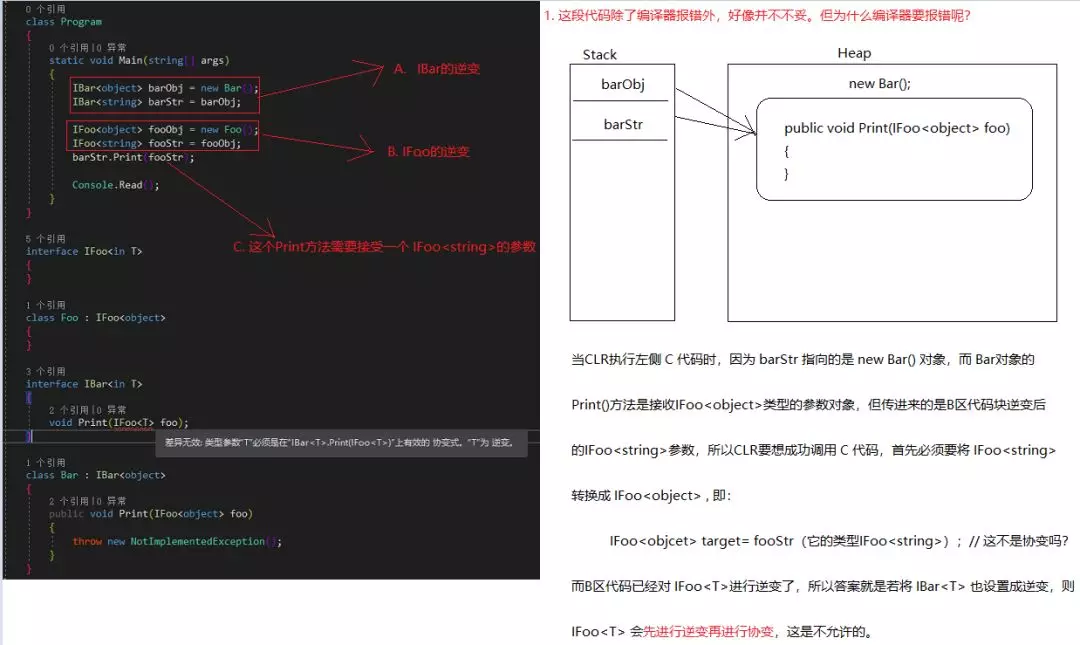 0 个引用
class Program
{
0 个引用|0 异常
static void Main(string[] args)
{
IBar<object> barObj = new Bar();
IBar<string> barStr = barObj;
IFoo<object> fooObj = new Foo();
IFoo<string> fooStr = fooObj;
barStr.Print(fooStr);
Console.Read();
}
}
5 个引用
interface IFoo<in T>
{
}
1 个引用
class Foo : IFoo<object>
{
}
3 个引用
interface IBar<in T>
{
2 个引用|0 异常
void Print(IFoo<T> foo);
}
差异无效: 类型参数"T"必须是在"IBar<T>.Print(IFoo<T>)"上有效的 协变式。"T"为 逆变。
1 个引用
class Bar : IBar<object>
{
2 个引用|0 异常
public void Print(IFoo<object> foo)
{
throw new NotImplementedException();
}
}
A. IBar的逆变
B. IFoo的逆变
C. 这个Print方法需要接受一个 IFoo<string>的参数
1. 这段代码除了编译器报错外，好像并不不妥。但为什么编译器要报错呢?
Stack
barObj
barStr
Heap
new Bar();
public void Print(IFoo<object> foo)
{
}
当CLR执行左侧 C 代码时，因为 barStr 指向的是 new Bar() 对象，而 Bar对象的
Print()方法是接收IFoo<object>类型的参数对象，但传进来的是B区代码块逆变后
的IFoo<string>参数，所以CLR要想成功调用 C 代码，首先必须要将 IFoo<string>
转换成 IFoo<object> , 即：
IFoo<objcet> target= fooStr（它的类型IFoo<string>）; // 这不是协变吗?
而B区代码已经对 IFoo<T>进行逆变了，所以答案就是若将 IBar<T> 也设置成逆变，则
IFoo<T> 会先进行逆变再进行协变，这是不允许的。